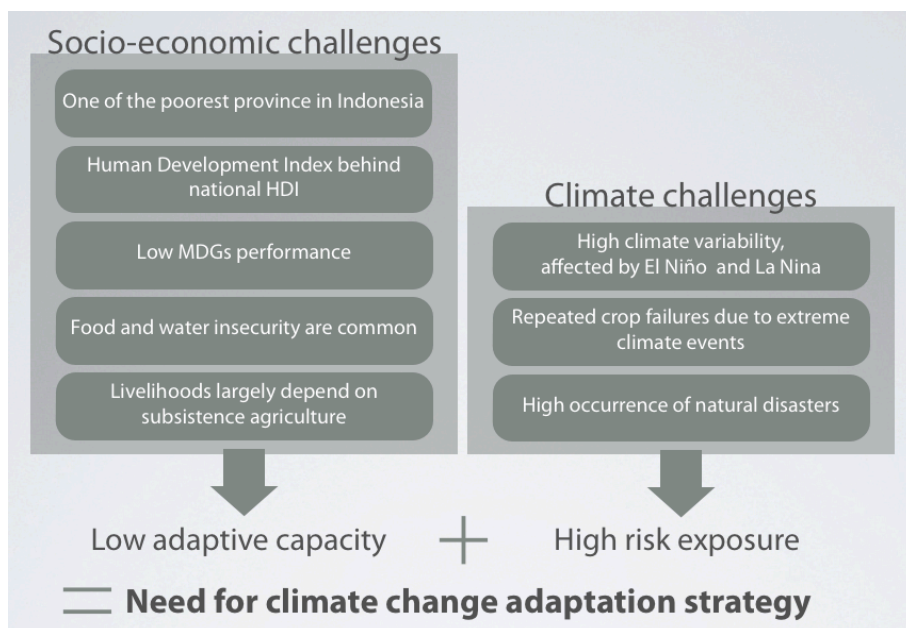 Socio-economic challenges
One of the poorest province in Indonesia
Human Development Index behind
national HDI
Low MDGs performance
Food and water insecurity are common
Livelihoods largely depend on
subsistence agriculture
Climate challenges
High climate variability,
affected by El Niño and La Nina
Repeated crop failures due to extreme
climate events
High occurrence of natural disasters
Low adaptive capacity + High risk exposure
= Need for climate change adaptation strategy